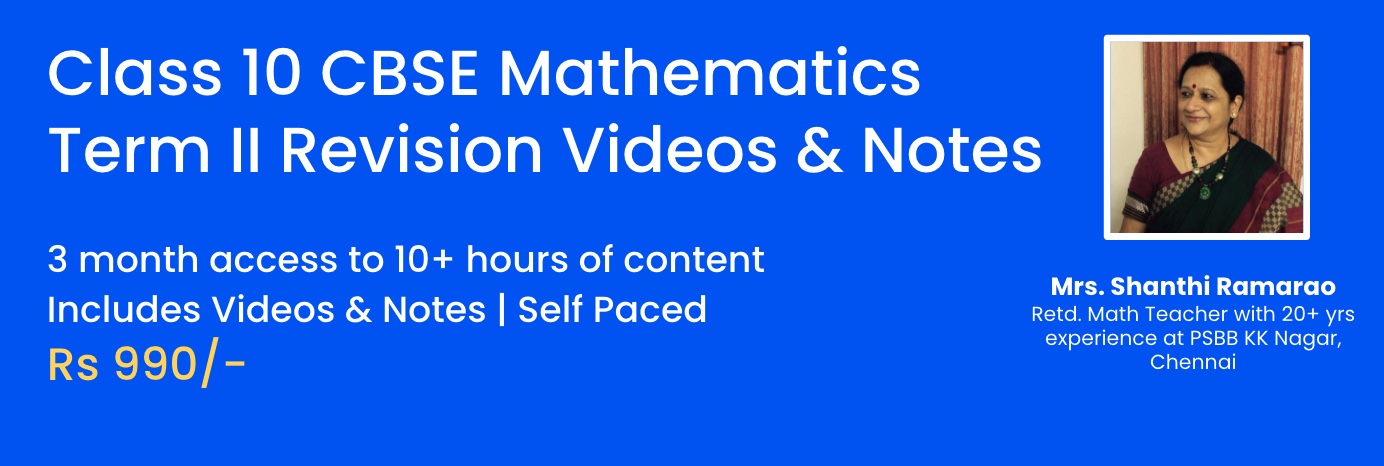 Class 10 CBSE Mathematics
Term II Revision Videos & Notes
3 month access to 10+ hours of content
Includes Videos & Notes | Self Paced
Rs 990/-
Mrs. Shanthi Ramarao
Retd. Math Teacher with 20+ yrs
experience at PSBB KK Nagar,
Chennai